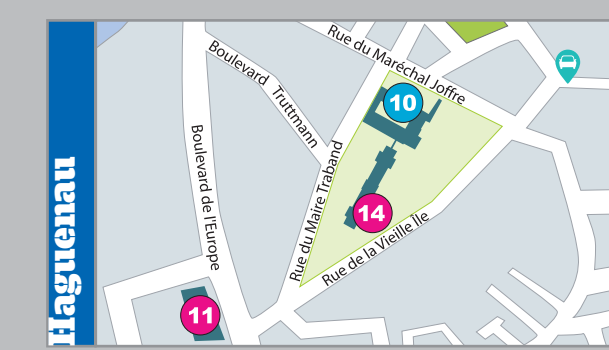 Haguenau
Boulevard Truttmann
Rue du Maréchal Joffre
10
Boulevard de l'Europe
Rue du Maire Traband
14
Rue de la Vieille Île
11